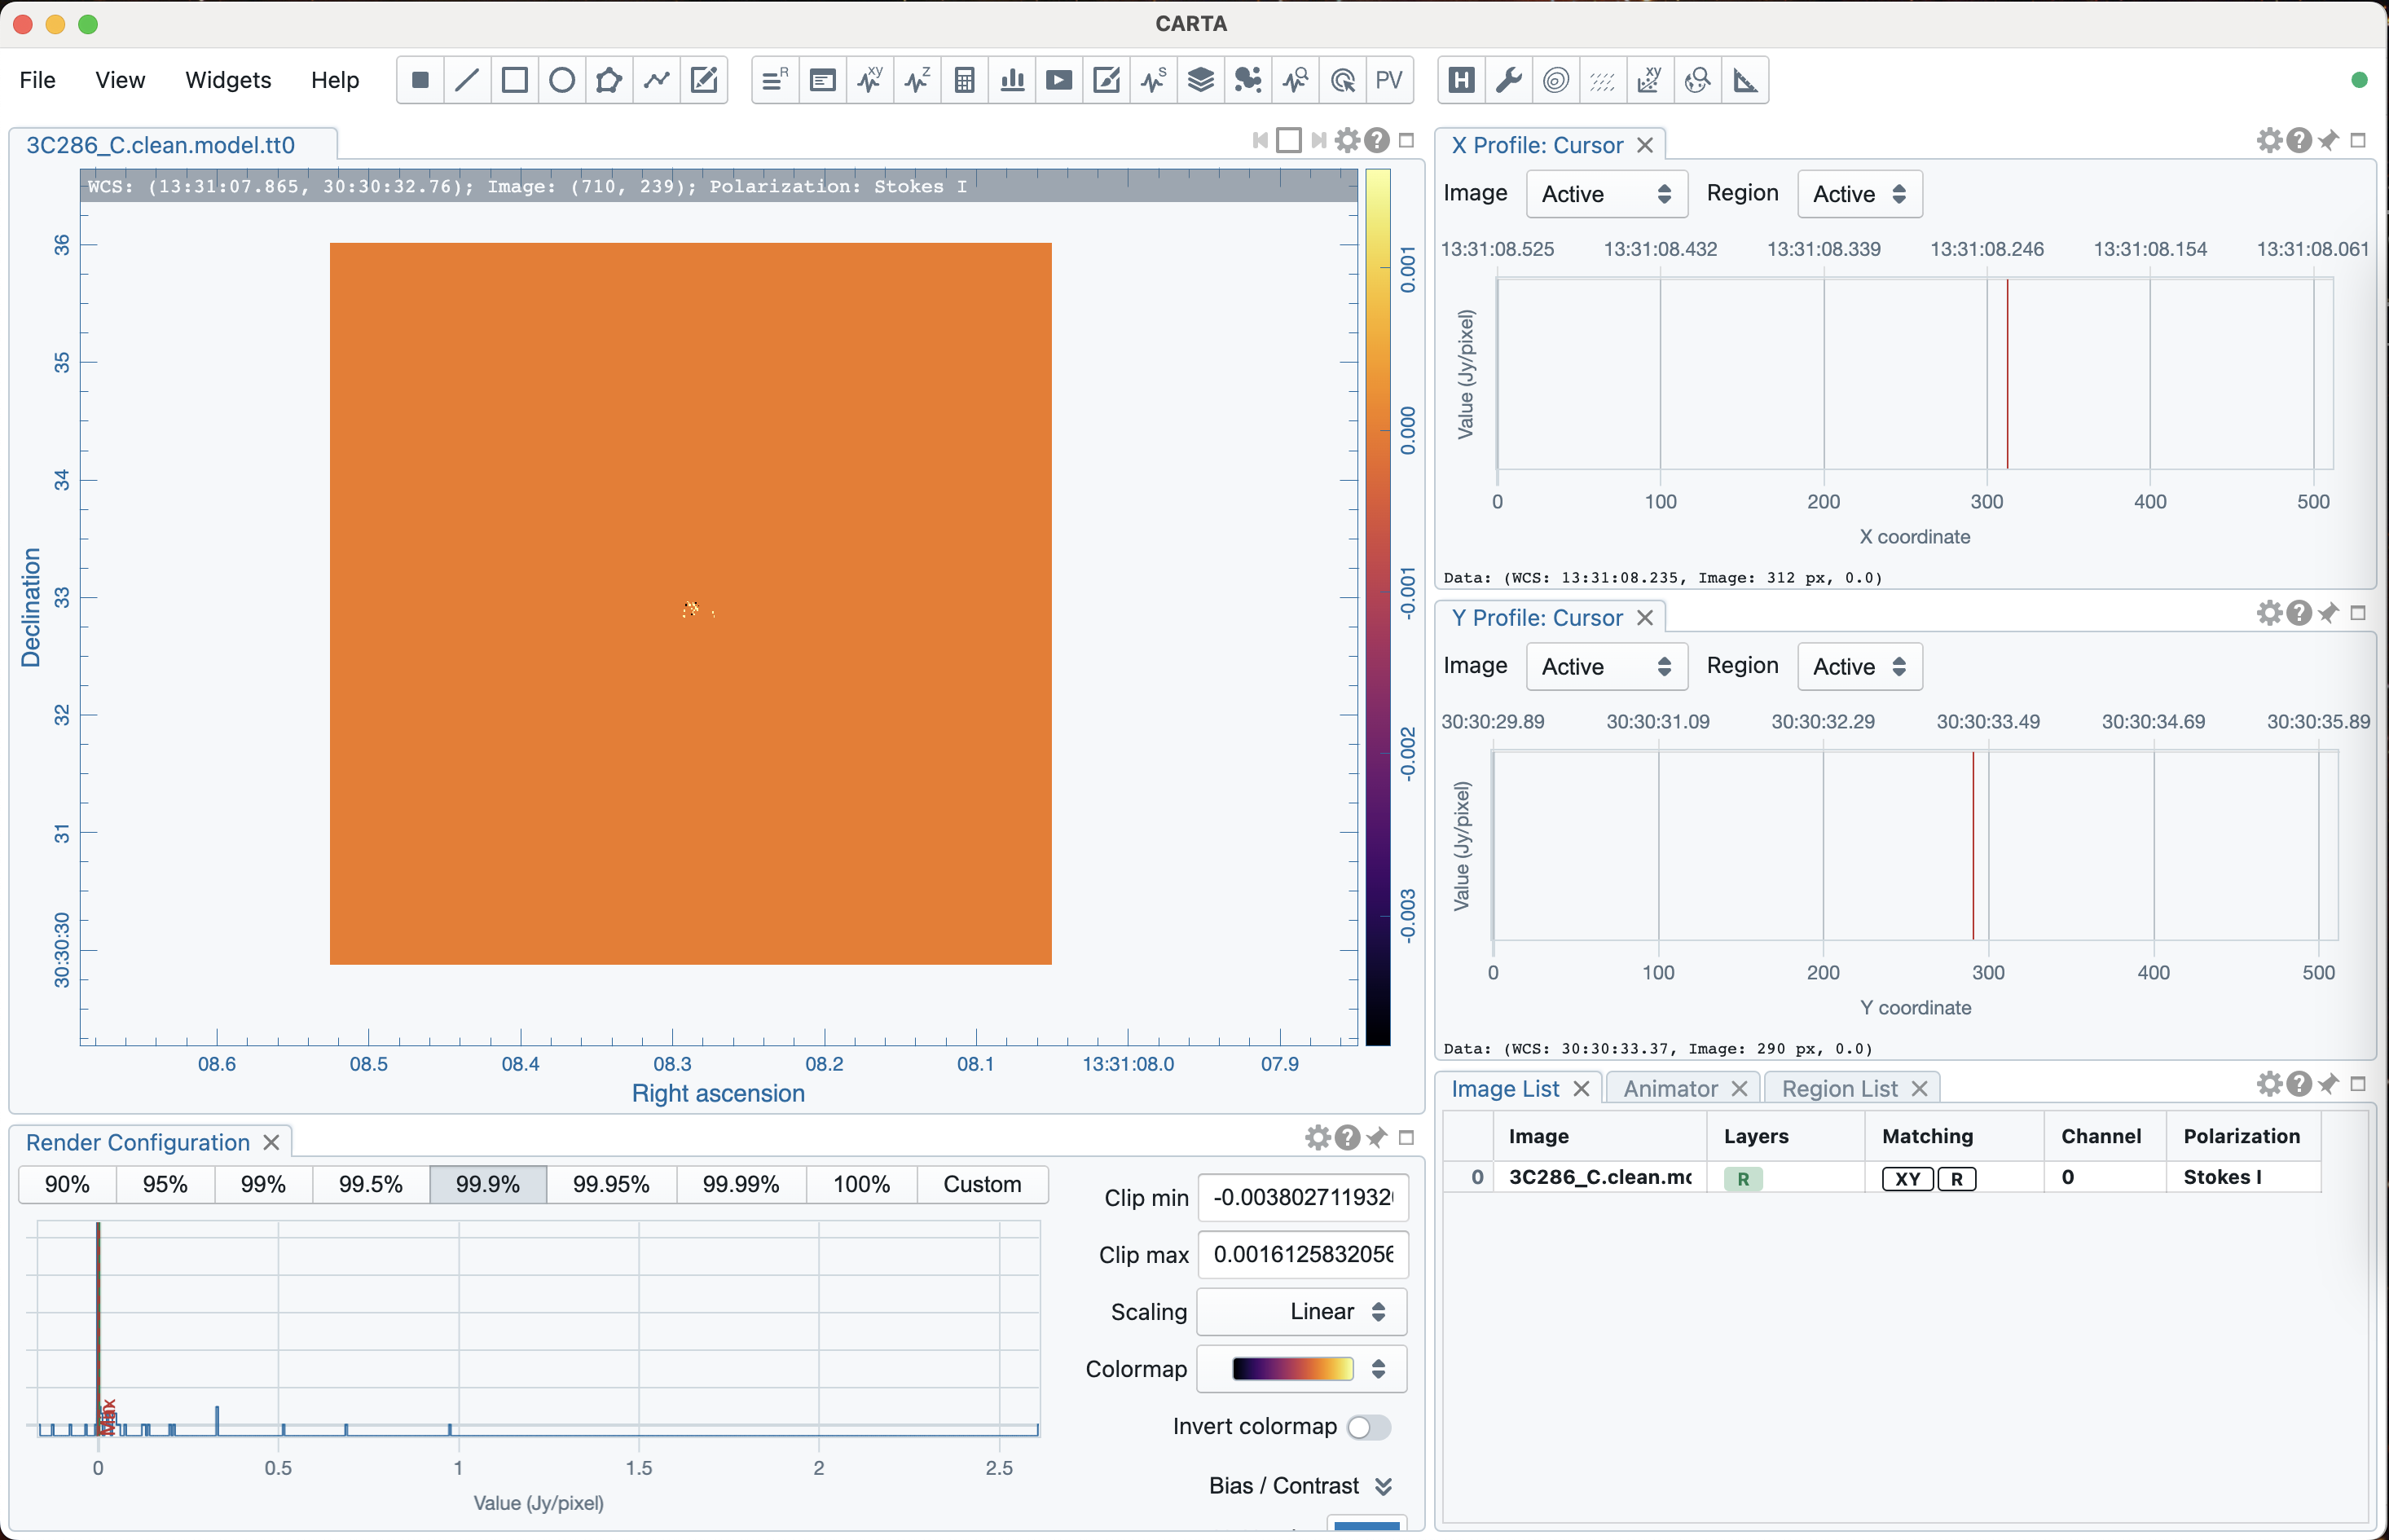 CARTA
File View Widgets Help
R XY Z S PV H XY
3C286_C.clean.model.tt0
WCS: (13:31:07.865, 30:30:32.76); Image: (710, 239); Polarization: Stokes I
36
35
34
33
32
31
30:30:30
Declination
08.6 08.5 08.4 08.3 08.2 08.1 13:31:08.0 07.9
Right ascension
0.001
0.000
-0.001
-0.002
-0.003
X Profile: Cursor
Image Active Region Active
13:31:08.525 13:31:08.432 13:31:08.339 13:31:08.246 13:31:08.154 13:31:08.061
Value (Jy/pixel)
0 100 200 300 400 500
X coordinate
Data: (WCS: 13:31:08.235, Image: 312 px, 0.0)
Y Profile: Cursor
Image Active Region Active
30:30:29.89 30:30:31.09 30:30:32.29 30:30:33.49 30:30:34.69 30:30:35.89
Value (Jy/pixel)
0 100 200 300 400 500
Y coordinate
Data: (WCS: 30:30:33.37, Image: 290 px, 0.0)
Render Configuration
90% 95% 99% 99.5% 99.9% 99.95% 99.99% 100% Custom
Max
0 0.5 1 1.5 2 2.5
Value (Jy/pixel)
Clip min -0.003802711932
Clip max 0.0016125832056
Scaling Linear
Colormap
Invert colormap
Bias / Contrast
Image List Animator Region List
Image Layers Matching Channel Polarization
0 3C286_C.clean.mo R XY R 0 Stokes I